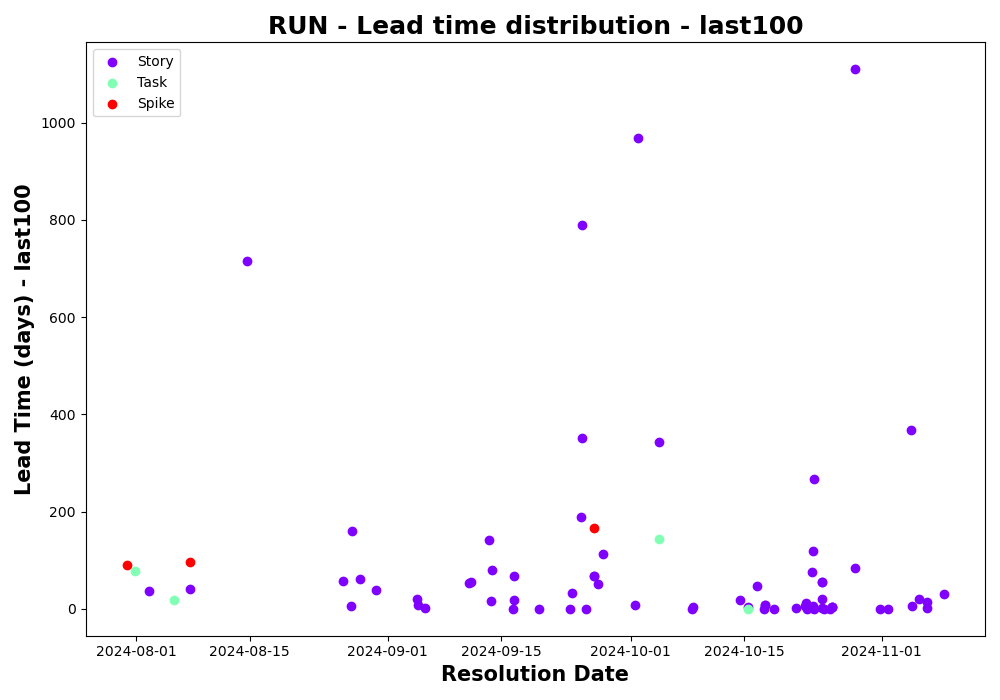 RUN - Lead time distribution - last100
Story
Task
Spike
Lead Time (days) - last100
1000
800
600
400
200
0
2024-08-01
2024-08-15
2024-09-01
2024-09-15
2024-10-01
2024-10-15
2024-11-01
Resolution Date